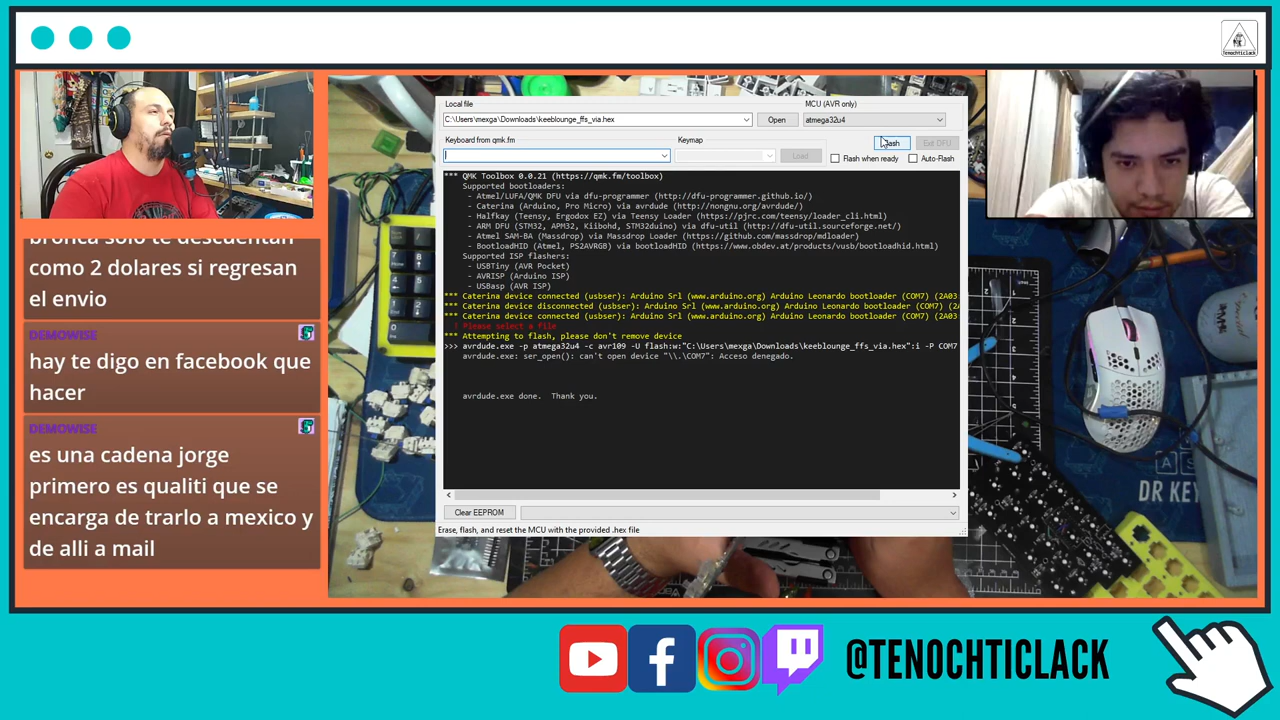 Tenochticlack
bronca solo te descuentan
como 2 dolares si regresan
el envio
DEMOWISE
hay te digo en facebook que
hacer
DEMOWISE
es una cadena jorge
primero es qualiti que se
encarga de trarlo a mexico y
de alli a mail
Local file
MCU (AVR only)
C:\Users\mexga\Downloads\keeblounge_ffs_via.hex
Open
atmega32u4
Keyboard from qmk.fm
Keymap
Flash
Exit DFU
Load
Flash when ready
Auto-Flash
*** QMK Toolbox 0.0.21 (https://qmk.fm/toolbox)
Supported bootloaders:
- Atmel/LUFA/QMK DFU via dfu-programmer (http://dfu-programmer.github.io/)
- Caterina (Arduino, Pro Micro) via avrdude (http://nongnu.org/avrdude/)
- Halfkay (Teensy, Ergodox EZ) via Teensy Loader (https://pjrc.com/teensy/loader_cli.html)
- ARM DFU (STM32, APM32, Kiibohd, STM32duino) via dfu-util (http://dfu-util.sourceforge.net/)
- Atmel SAM-BA (Massdrop) via Massdrop Loader (https://github.com/massdrop/mdloader)
- BootloadHID (Atmel, PS2AVRGB) via bootloadHID (https://www.obdev.at/products/vusb/bootloadhid.html)
Supported ISP flashers:
- USBTiny (AVR Pocket)
- AVRISP (Arduino ISP)
- USBasp (AVR ISP)
*** Caterina device connected (usbser): Arduino Srl (www.arduino.org) Arduino Leonardo bootloader (COM7) (2A03:
*** Caterina device disconnected (usbser): Arduino Srl (www.arduino.org) Arduino Leonardo bootloader (COM7) (2A
*** Caterina device connected (usbser): Arduino Srl (www.arduino.org) Arduino Leonardo bootloader (COM7) (2A03:
! Please select a file
*** Attempting to flash, please don't remove device
>>> avrdude.exe -p atmega32u4 -c avr109 -U flash:w:"C:\Users\mexga\Downloads\keeblounge_ffs_via.hex":i -P COM7
avrdude.exe: ser_open(): can't open device "\\.\COM7": Acceso denegado.
avrdude.exe done. Thank you.
Clear EEPROM
Erase, flash, and reset the MCU with the provided .hex file
DR KEY
@TENOCHTICLACK